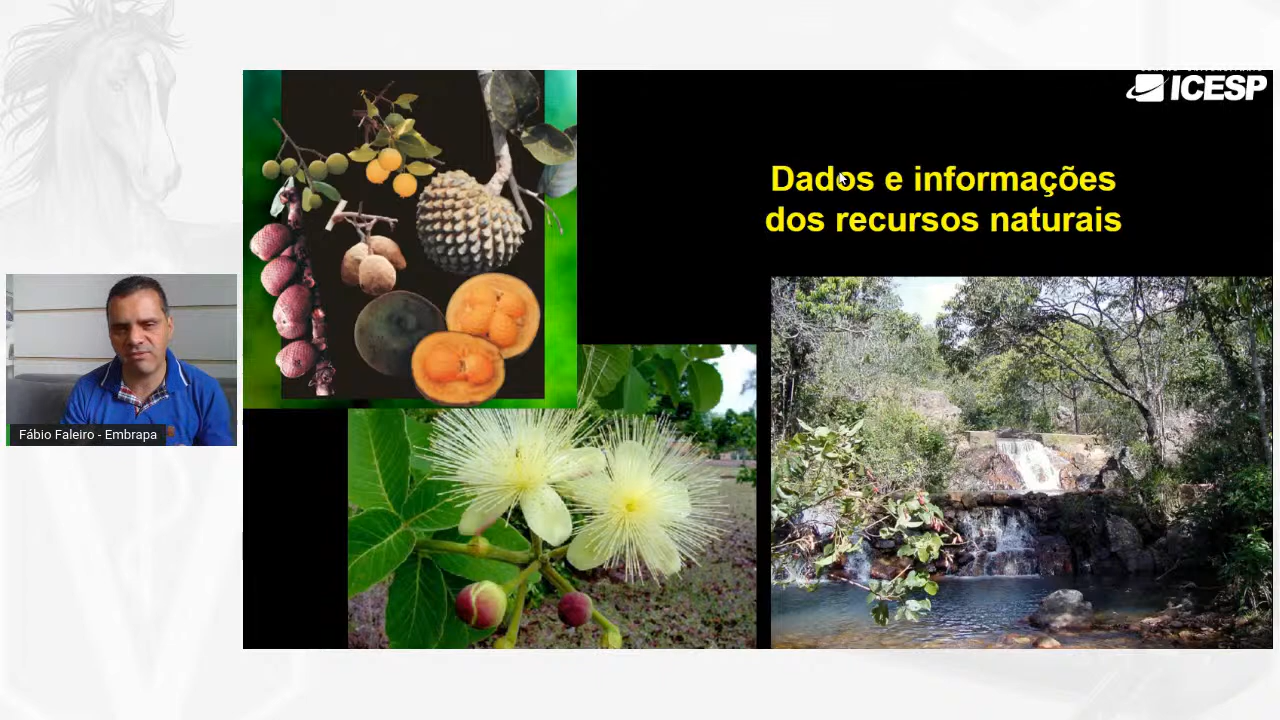 ICESP
Dados e informações
dos recursos naturais
Fábio Faleiro - Embrapa